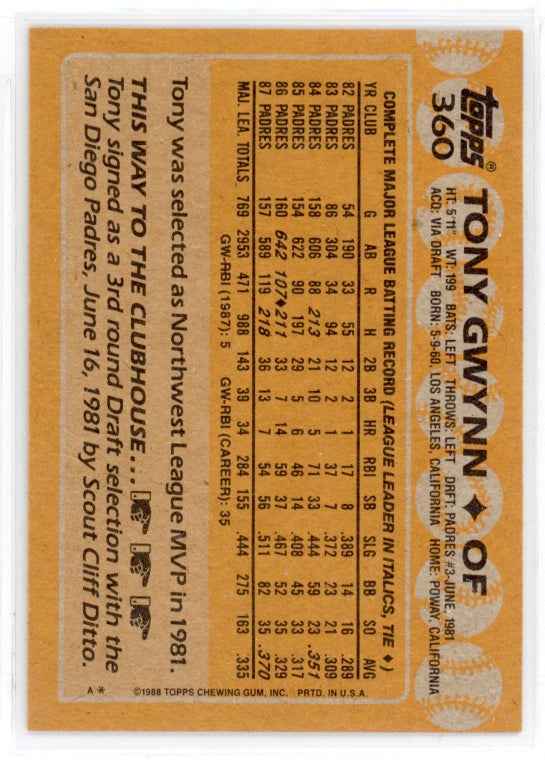 topps®
360
TONY GWYNN ♦ OF
HT: 5'11" WT: 199 BATS: LEFT THROWS: LEFT DRFT: PADRES #3-JUNE, 1981
ACQ: VIA DRAFT BORN: 5-9-60, LOS ANGELES, CALIFORNIA HOME: POWAY, CALIFORNIA
COMPLETE MAJOR LEAGUE BATTING RECORD (LEAGUE LEADER IN ITALICS, TIE ♦)
YR CLUB G AB R H 2B 3B HR RBI SB SLG BB SO AVG
82 PADRES 54 190 33 55 12 2 1 17 8 .389 14 16 .289
83 PADRES 86 304 34 94 12 2 1 37 7 .372 23 21 .309
84 PADRES 158 606 88 213 21 10 5 71 33 .444 59 23 .351
85 PADRES 154 622 90 197 29 5 6 46 14 .408 45 33 .317
86 PADRES 160 642 107♦ 211 33 7 14 59 37 .467 52 35 .329
87 PADRES 157 589 119 218 36 13 7 54 56 .511 82 35 .370
MAJ. LEA. TOTALS 769 2953 471 988 143 39 34 284 155 .444 275 163 .335
GW-RBI (1987): 5 GW-RBI (CAREER): 35
Tony was selected as Northwest League MVP in 1981.
THIS WAY TO THE CLUBHOUSE...
Tony signed as a 3rd round Draft selection with the
San Diego Padres, June 16, 1981 by Scout Cliff Ditto.
A * ©1988 TOPPS CHEWING GUM, INC. PRTD. IN U.S.A.